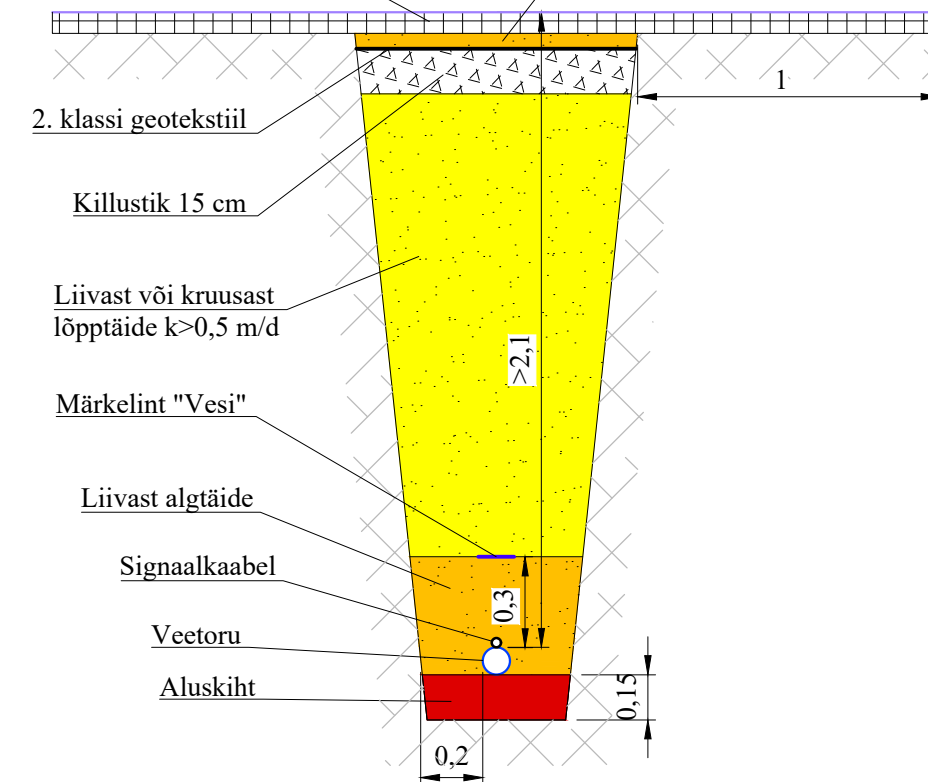 1
2. klassi geotekstiil
Killustik 15 cm
Liivast või kruusast
lõpptäide k>0,5 m/d
>2,1
Märkelint "Vesi"
Liivast algtäide
Signaalkaabel
0,3
Veetoru
Aluskiht
0,15
0,2